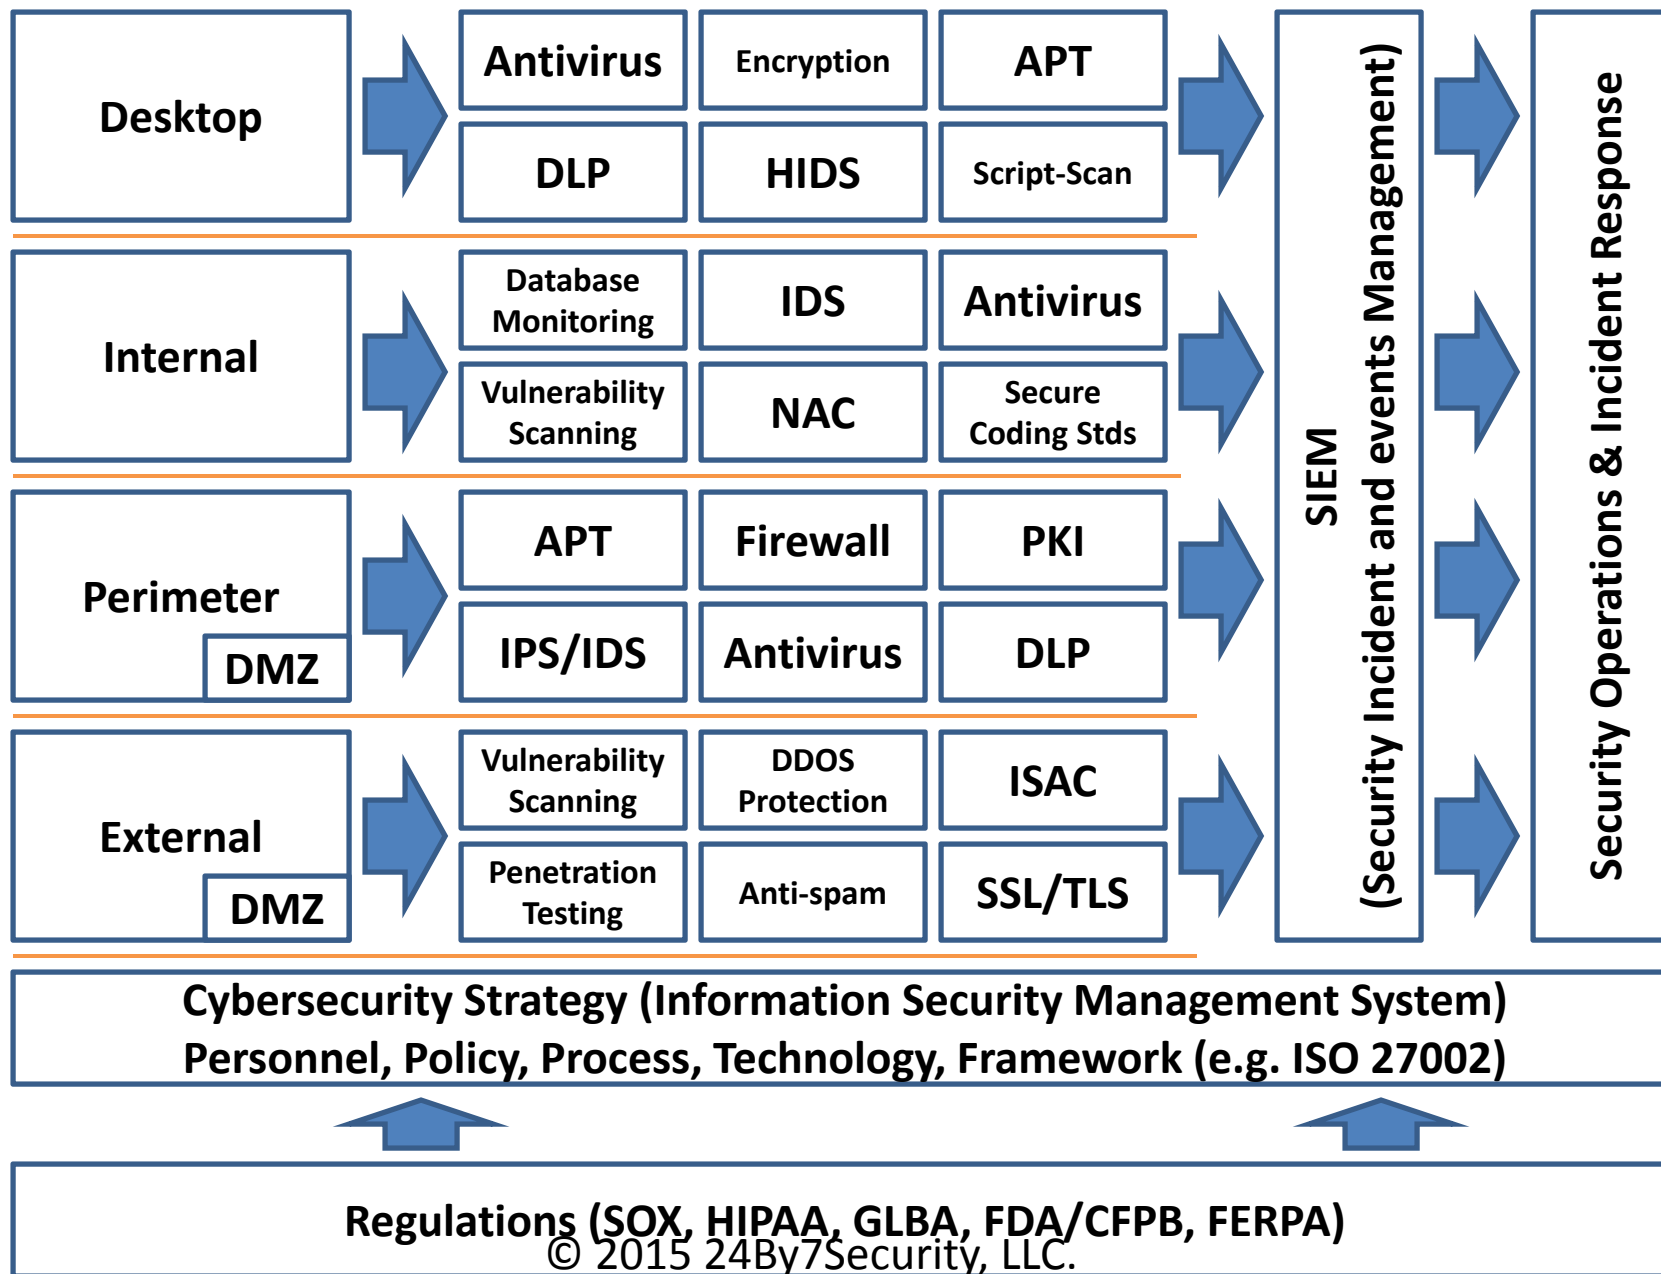 Desktop
Antivirus
Encryption
APT
DLP
HIDS
Script-Scan
Internal
Database
Monitoring
IDS
Antivirus
Vulnerability
Scanning
NAC
Secure
Coding Stds
Perimeter
DMZ
APT
Firewall
PKI
IPS/IDS
Antivirus
DLP
External
DMZ
Vulnerability
Scanning
DDOS
Protection
ISAC
Penetration
Testing
Anti-spam
SSL/TLS
SIEM
(Security Incident and events Management)
Security Operations & Incident Response
Cybersecurity Strategy (Information Security Management System)
Personnel, Policy, Process, Technology, Framework (e.g. ISO 27002)
Regulations (SOX, HIPAA, GLBA, FDA/CFPB, FERPA)
© 2015 24By7Security, LLC.